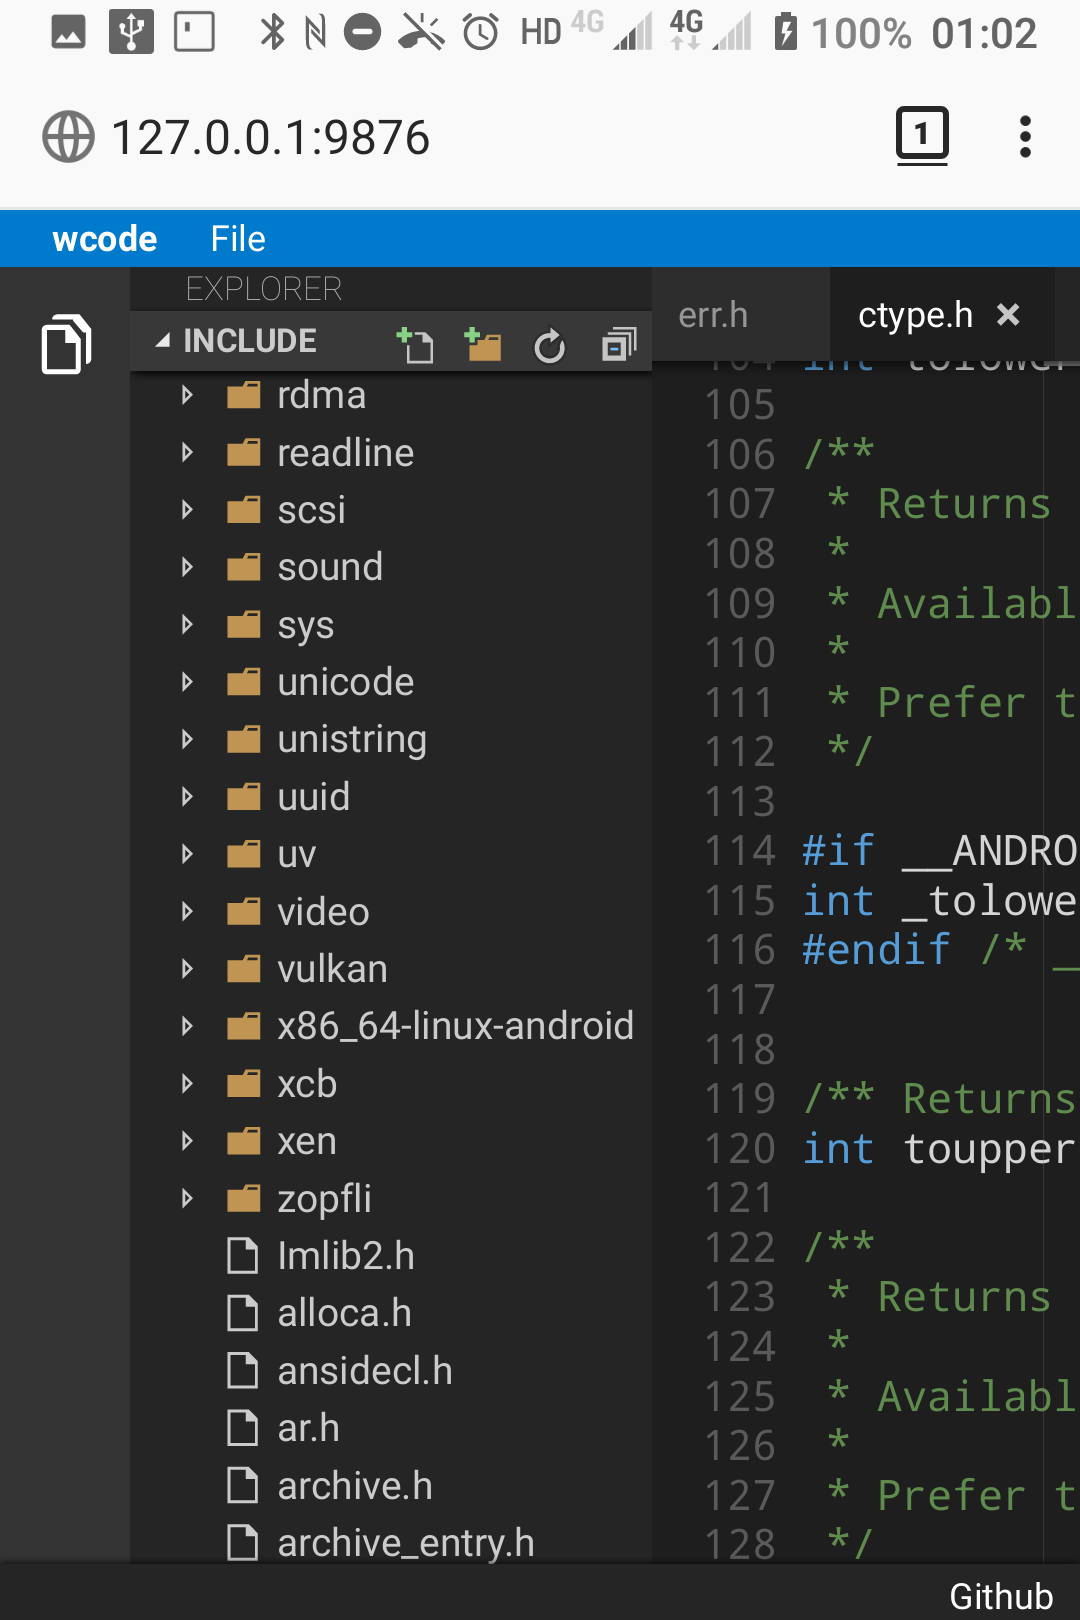 HD 4G 4G 100% 01:02
127.0.0.1:9876 1
wcode File
EXPLORER
INCLUDE
rdma
readline
scsi
sound
sys
unicode
unistring
uuid
uv
video
vulkan
x86_64-linux-android
xcb
xen
zopfli
Imlib2.h
alloca.h
ansidecl.h
ar.h
archive.h
archive_entry.h
err.h ctype.h ×
104 int tolower
105
106 /**
107 * Returns
108 *
109 * Availabl
110 *
111 * Prefer t
112 */
113
114 #if __ANDRO
115 int _tolowe
116 #endif /* _
117
118
119 /** Returns
120 int toupper
121
122 /**
123 * Returns
124 *
125 * Availabl
126 *
127 * Prefer t
128 */
Github